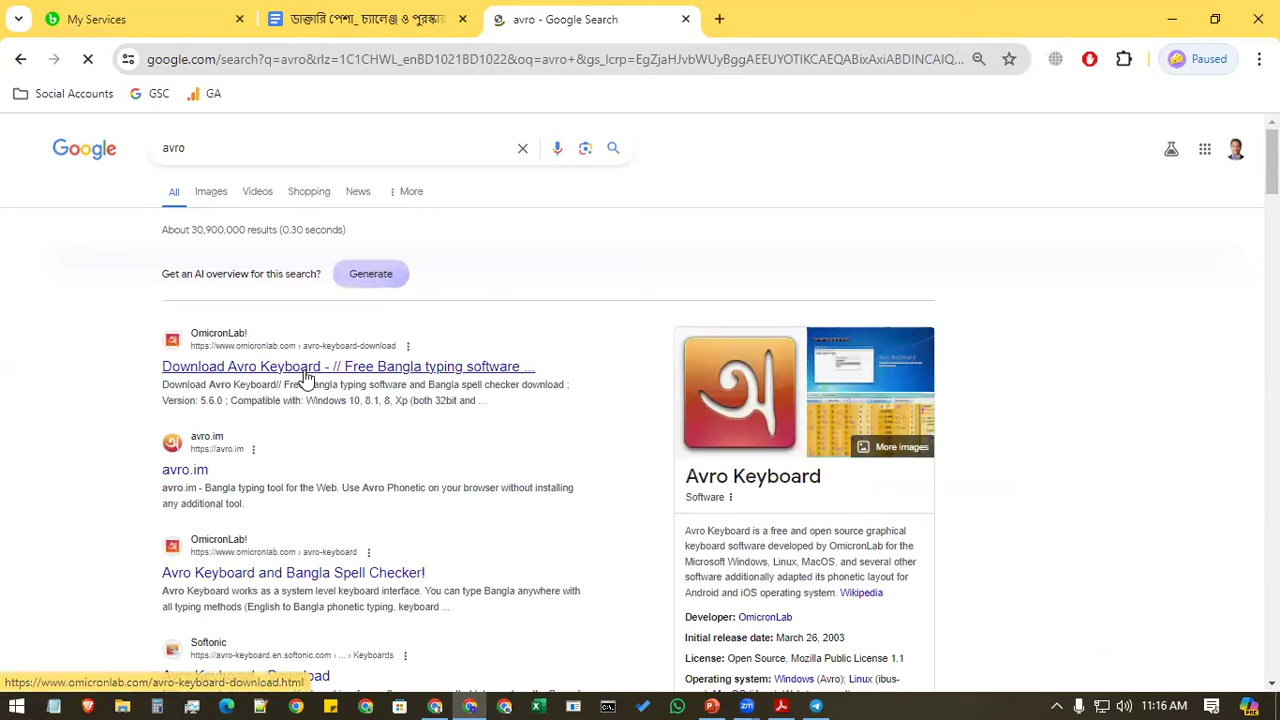 My Services
ডাক্তারি পেশা_ চ্যালেঞ্জ ও পুরস্কার
avro - Google Search
google.com/search?q=avro&rlz=1C1CHWL_enBD1021BD1022&oq=avro+&gs_lcrp=EgZjaHJvbWUyBggAEEUYOTIKCAEQABixAxiABDINCAIQ...
Paused
Social Accounts
GSC
GA
Google
avro
All
Images
Videos
Shopping
News
More
About 30,900,000 results (0.30 seconds)
Get an AI overview for this search?
Generate
OmicronLab!
https://www.omicronlab.com › avro-keyboard-download
Download Avro Keyboard - // Free Bangla typing software ...
Download Avro Keyboard// Free Bangla typing software and Bangla spell checker download ;
Version: 5.6.0 ; Compatible with: Windows 10, 8.1, 8, Xp (both 32bit and ...
avro.im
https://avro.im
avro.im
avro.im - Bangla typing tool for the Web. Use Avro Phonetic on your browser without installing
any additional tool.
OmicronLab!
https://www.omicronlab.com › avro-keyboard
Avro Keyboard and Bangla Spell Checker!
Avro Keyboard works as a system level keyboard interface. You can type Bangla anywhere with
all typing methods (English to Bangla phonetic typing, keyboard ...
Softonic
https://avro-keyboard.en.softonic.com › ... › Keyboards
Download
https://www.omicronlab.com/avro-keyboard-download.html
অ
More images
Avro Keyboard
Software
Avro Keyboard is a free and open source graphical
keyboard software developed by OmicronLab for the
Microsoft Windows, Linux, MacOS, and several other
software additionally adapted its phonetic layout for
Android and iOS operating system. Wikipedia
Developer: OmicronLab
Initial release date: March 26, 2003
License: Open Source, Mozilla Public License 1.1
Operating system: Windows (Avro); Linux (ibus-
11:16 AM